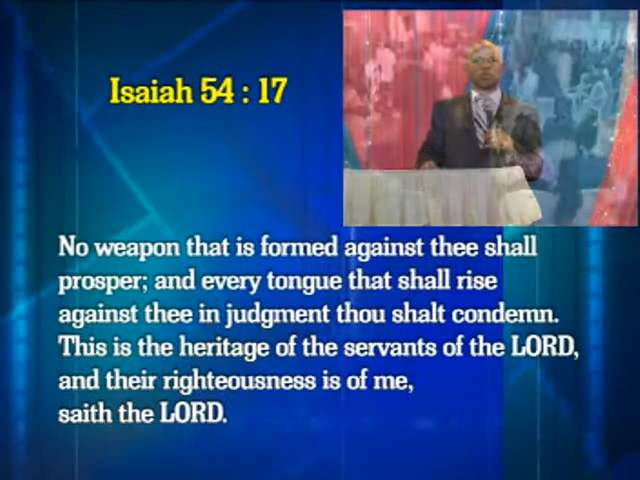 Isaiah 54 : 17
No weapon that is formed against thee shall
prosper; and every tongue that shall rise
against thee in judgment thou shalt condemn.
This is the heritage of the servants of the LORD,
and their righteousness is of me,
saith the LORD.